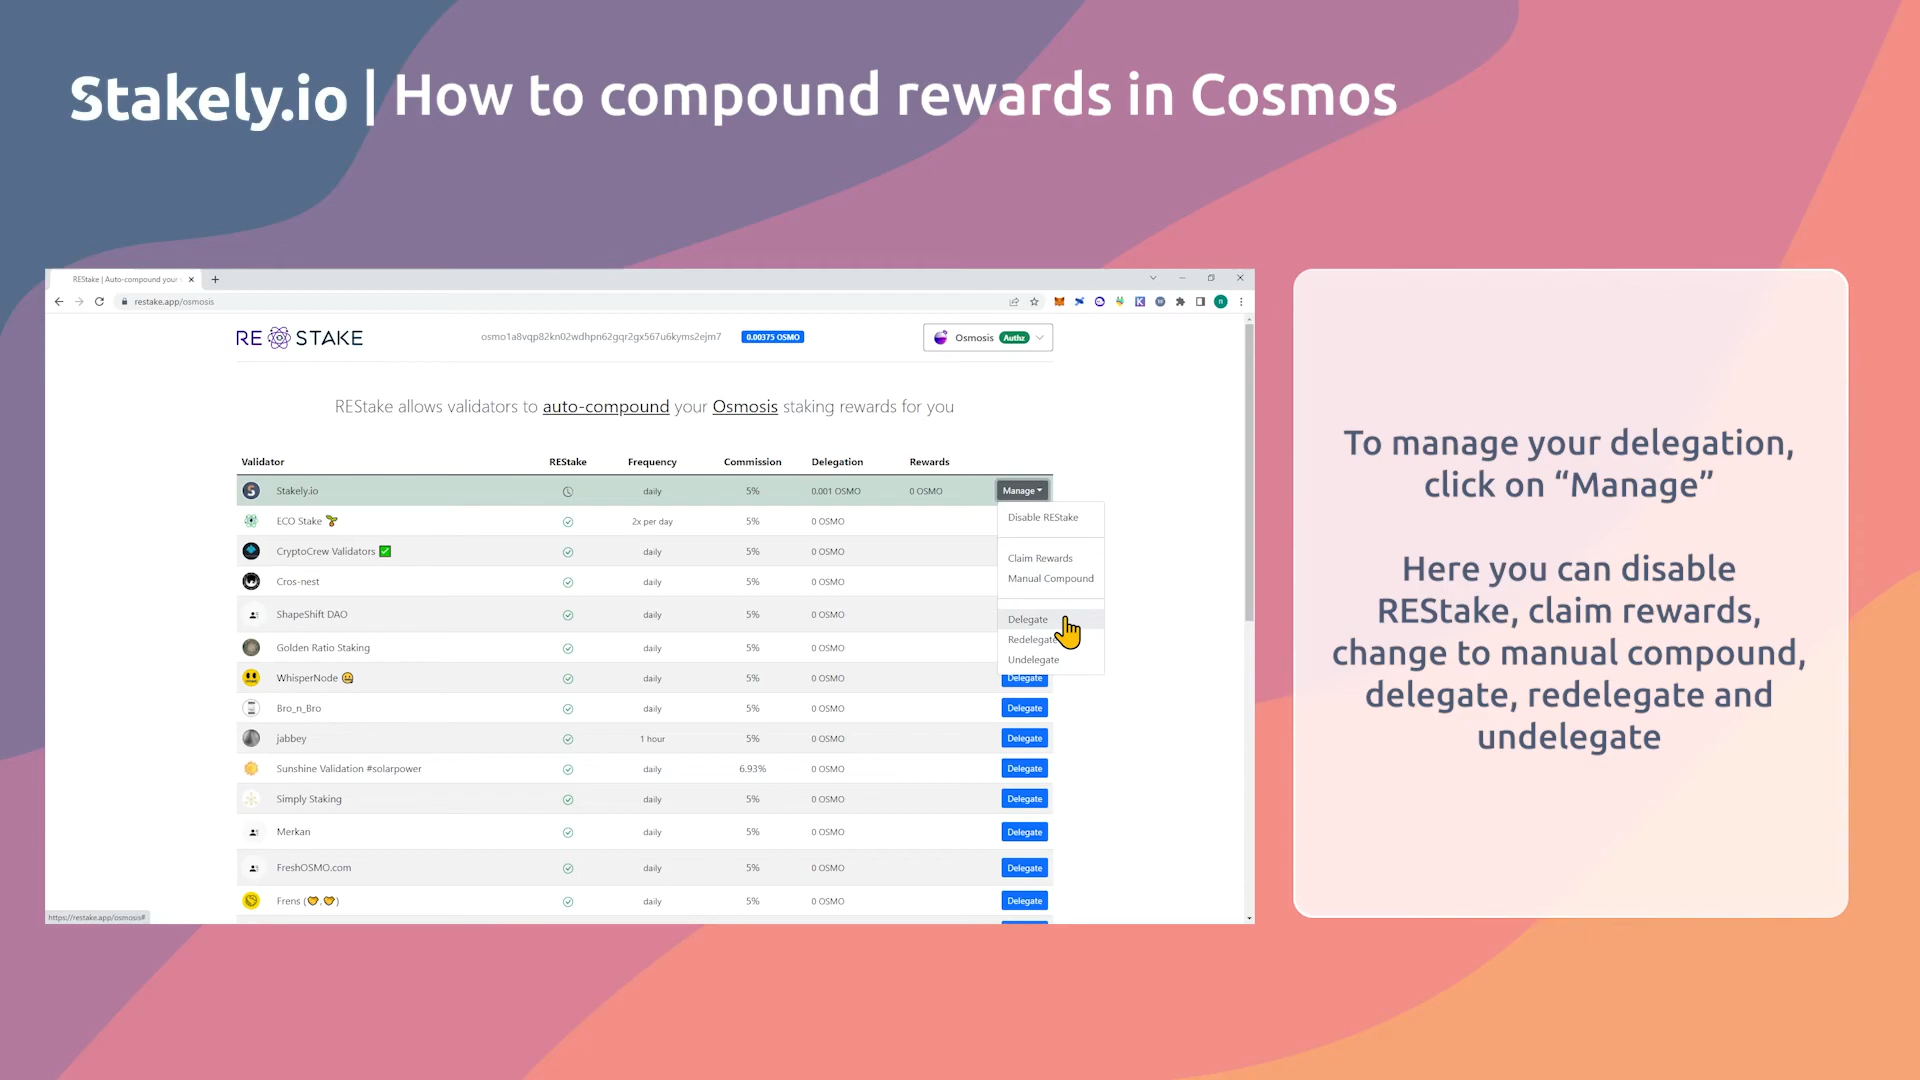 Stakely.io | How to compound rewards in Cosmos
REStake | Auto-compound your
restake.app/osmosis
RE STAKE
osmo1a8vqp82kn02wdhpn62gqr2gx567u6kyms2ejm7
0.00375 OSMO
Osmosis Authz
REStake allows validators to auto-compound your Osmosis staking rewards for you
Validator REStake Frequency Commission Delegation Rewards
Stakely.io daily 5% 0.001 OSMO 0 OSMO Manage
ECO Stake 2x per day 5% 0 OSMO
CryptoCrew Validators daily 5% 0 OSMO
Cros-nest daily 5% 0 OSMO
ShapeShift DAO daily 5% 0 OSMO
Golden Ratio Staking daily 5% 0 OSMO
WhisperNode daily 5% 0 OSMO Delegate
Bro_n_Bro daily 5% 0 OSMO Delegate
jabbey 1 hour 5% 0 OSMO Delegate
Sunshine Validation #solarpower daily 6.93% 0 OSMO Delegate
Simply Staking daily 5% 0 OSMO Delegate
Merkan daily 5% 0 OSMO Delegate
FreshOSMO.com daily 5% 0 OSMO Delegate
Frens (🤝,🤝) daily 5% 0 OSMO Delegate
Disable REStake
Claim Rewards
Manual Compound
Delegate
Redelegate
Undelegate
https://restake.app/osmosis#
To manage your delegation,
click on “Manage”
Here you can disable
REStake, claim rewards,
change to manual compound,
delegate, redelegate and
undelegate